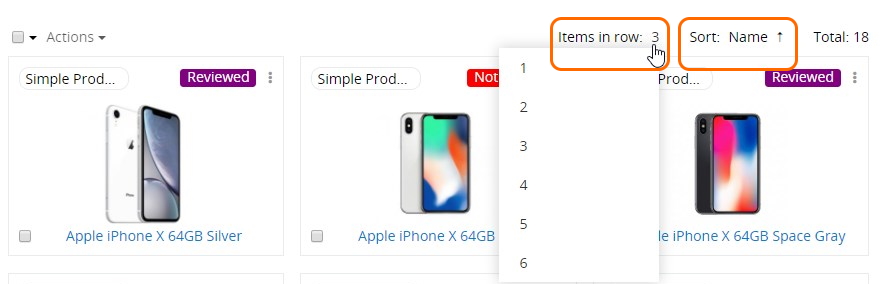 Actions Items in row: 3 Sort: Name ↑ Total: 18
Simple Prod... Reviewed Simple Prod... Not Prod... Reviewed
1
2
3
4
5
6
Apple iPhone X 64GB Silver Apple iPhone X 64GB le iPhone X 64GB Space Gray